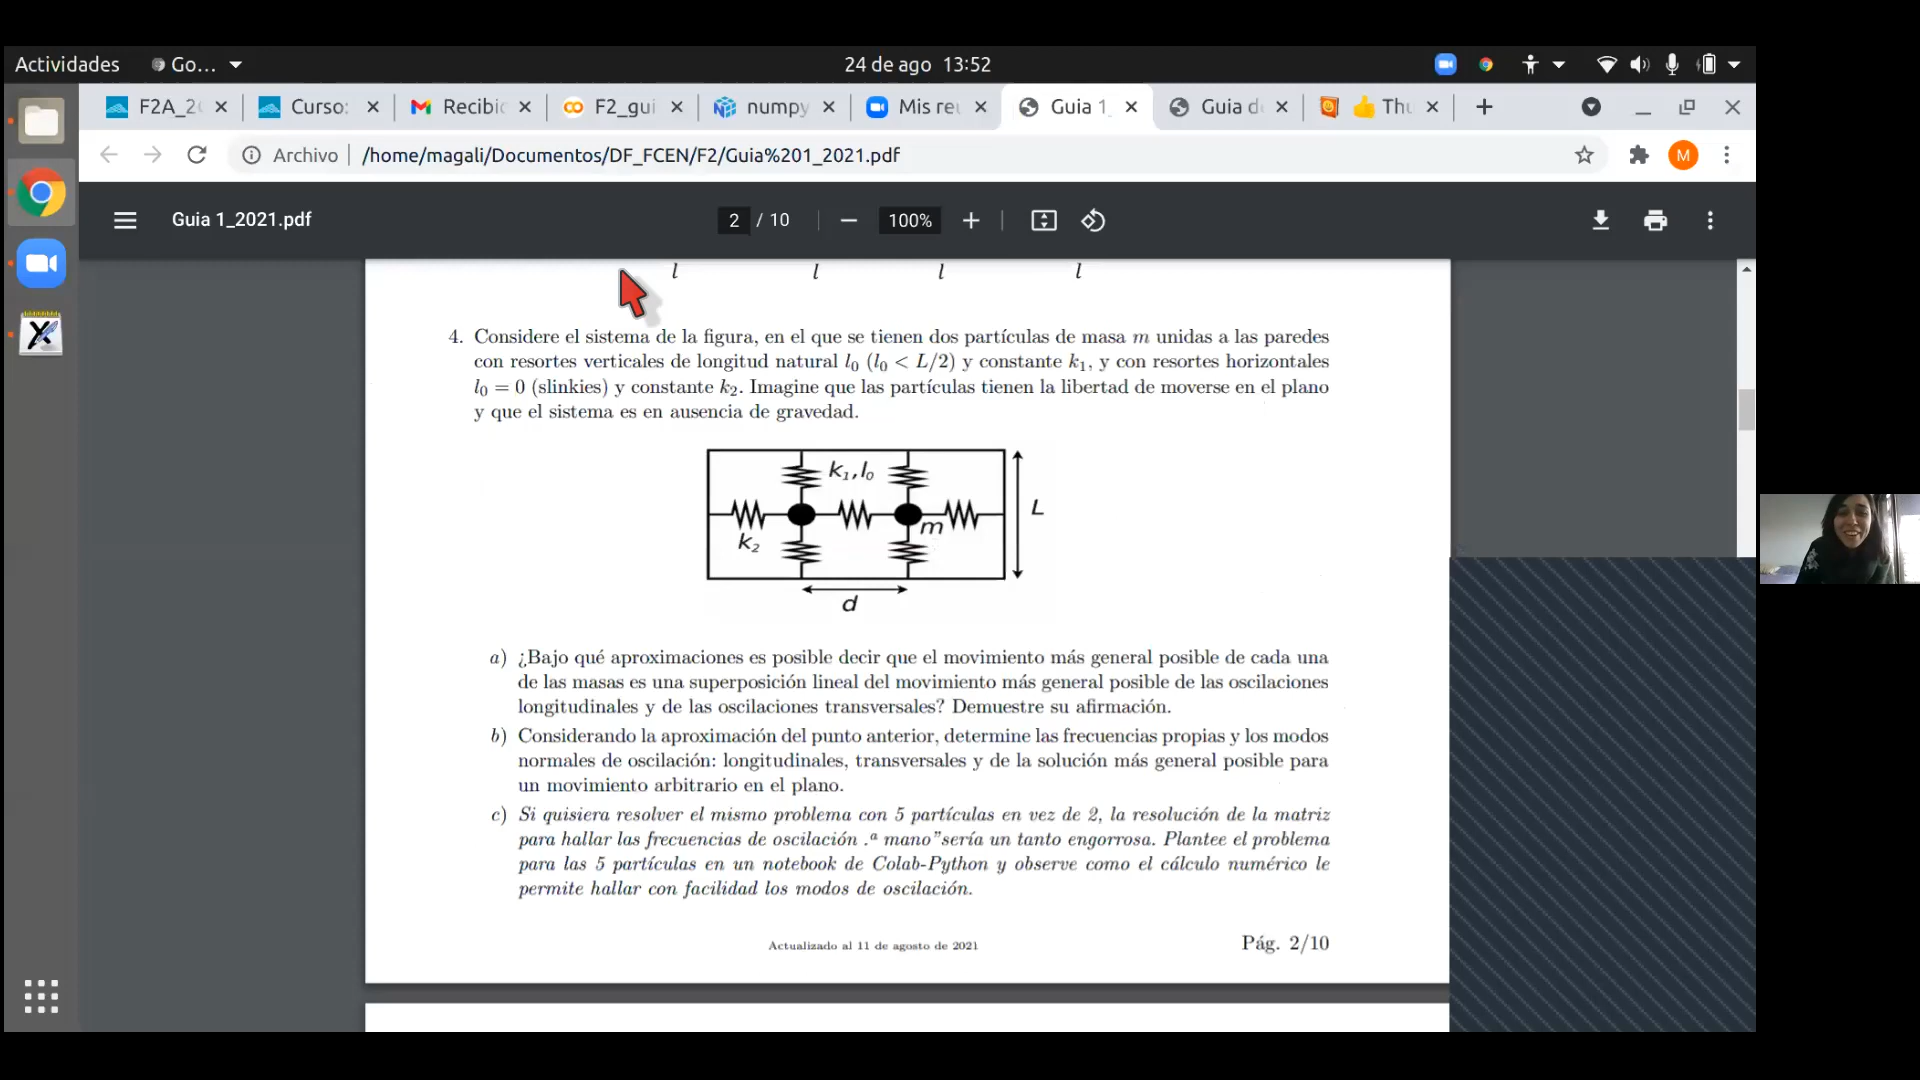 Actividades
Go...
24 de ago 13:52
F2A_2
Curso:
Recibid
F2_gui
numpy
Mis reu
Guia 1_
Guia d
Thu
Archivo
/home/magali/Documentos/DF_FCEN/F2/Guia%201_2021.pdf
M
Guia 1_2021.pdf
2 / 10
100%
l l l l
4. Considere el sistema de la figura, en el que se tienen dos partículas de masa m unidas a las paredes
con resortes verticales de longitud natural l₀ (l₀ < L/2) y constante k₁, y con resortes horizontales
l₀ = 0 (slinkies) y constante k₂. Imagine que las partículas tienen la libertad de moverse en el plano
y que el sistema es en ausencia de gravedad.
k₁,l₀
L
m
k₂
d
a) ¿Bajo qué aproximaciones es posible decir que el movimiento más general posible de cada una
de las masas es una superposición lineal del movimiento más general posible de las oscilaciones
longitudinales y de las oscilaciones transversales? Demuestre su afirmación.
b) Considerando la aproximación del punto anterior, determine las frecuencias propias y los modos
normales de oscilación: longitudinales, transversales y de la solución más general posible para
un movimiento arbitrario en el plano.
c) Si quisiera resolver el mismo problema con 5 partículas en vez de 2, la resolución de la matriz
para hallar las frecuencias de oscilación .ª mano"sería un tanto engorrosa. Plantee el problema
para las 5 partículas en un notebook de Colab-Python y observe como el cálculo numérico le
permite hallar con facilidad los modos de oscilación.
Actualizado al 11 de agosto de 2021
Pág. 2/10